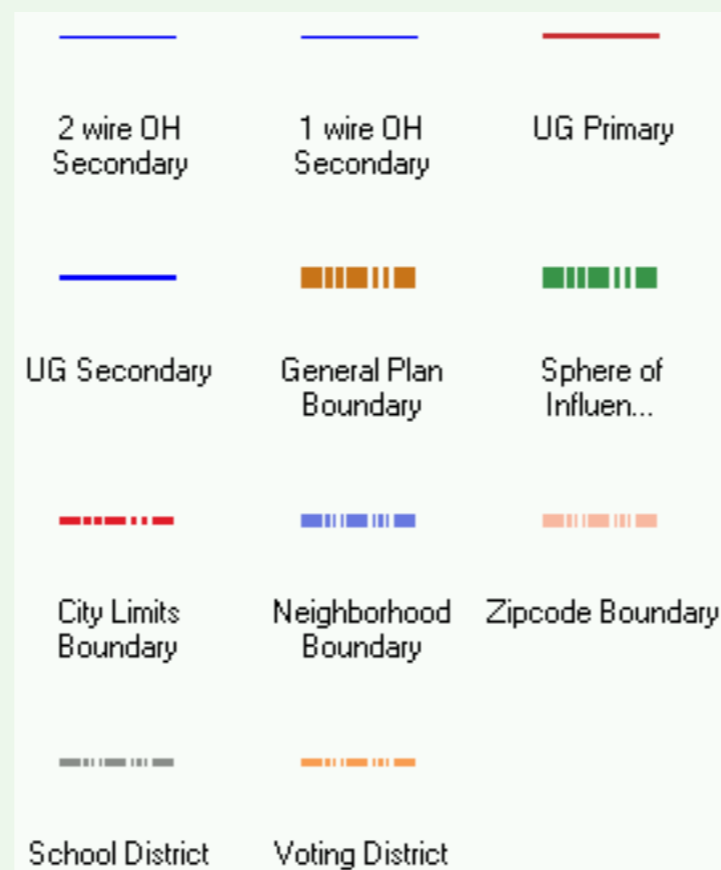 2 wire OH
Secondary
1 wire OH
Secondary
UG Primary
UG Secondary
General Plan
Boundary
Sphere of
Influen...
City Limits
Boundary
Neighborhood
Boundary
Zipcode Boundary
School District
Voting District